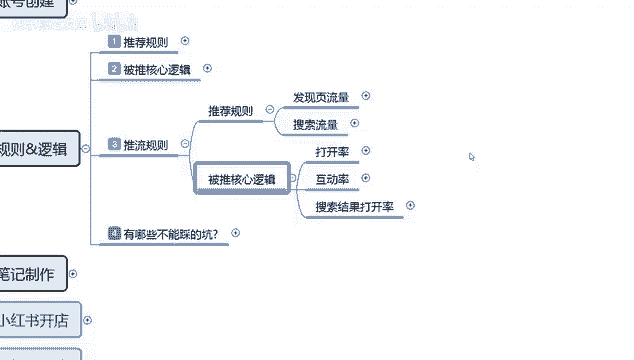 账号创建
1 推荐规则
2 被推核心逻辑
规则&逻辑
3 推流规则
推荐规则
发现页流量
搜索流量
被推核心逻辑
打开率
互动率
搜索结果打开率
4 有哪些不能踩的坑?
笔记制作
小红书开店